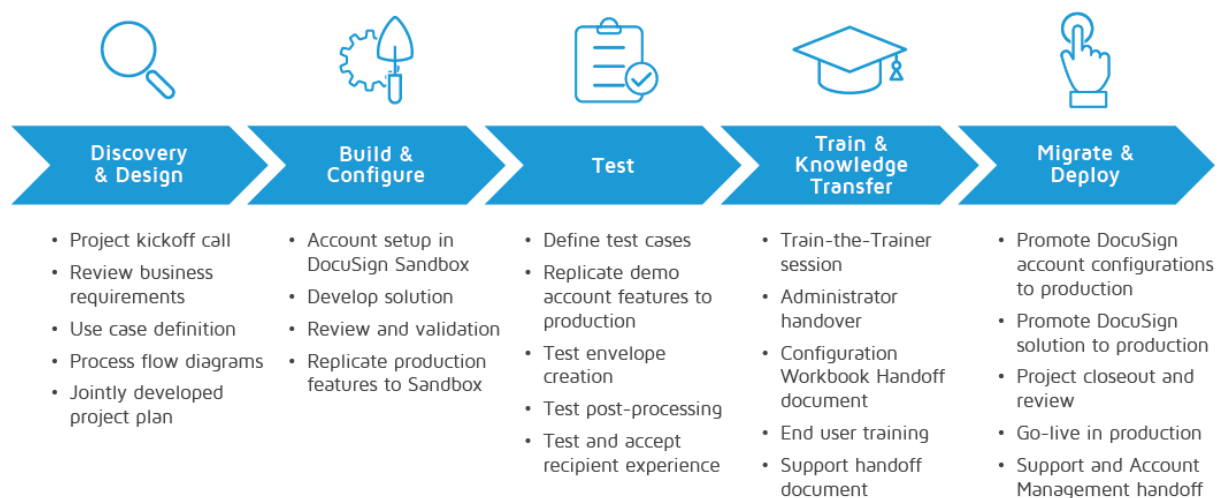 Discovery
& Design
Build &
Configure
Test
Train &
Knowledge
Transfer
Migrate &
Deploy
• Project kickoff call
• Review business
requirements
• Use case definition
• Process flow diagrams
• Jointly developed
project plan
• Account setup in
DocuSign Sandbox
• Develop solution
• Review and validation
• Replicate production
features to Sandbox
• Define test cases
• Replicate demo
account features to
production
• Test envelope
creation
• Test post-processing
• Test and accept
recipient experience
• Train-the-Trainer
session
• Administrator
handover
• Configuration
Workbook Handoff
document
• End user training
• Support handoff
document
• Promote DocuSign
account configurations
to production
• Promote DocuSign
solution to production
• Project closeout and
review
• Go-live in production
• Support and Account
Management handoff